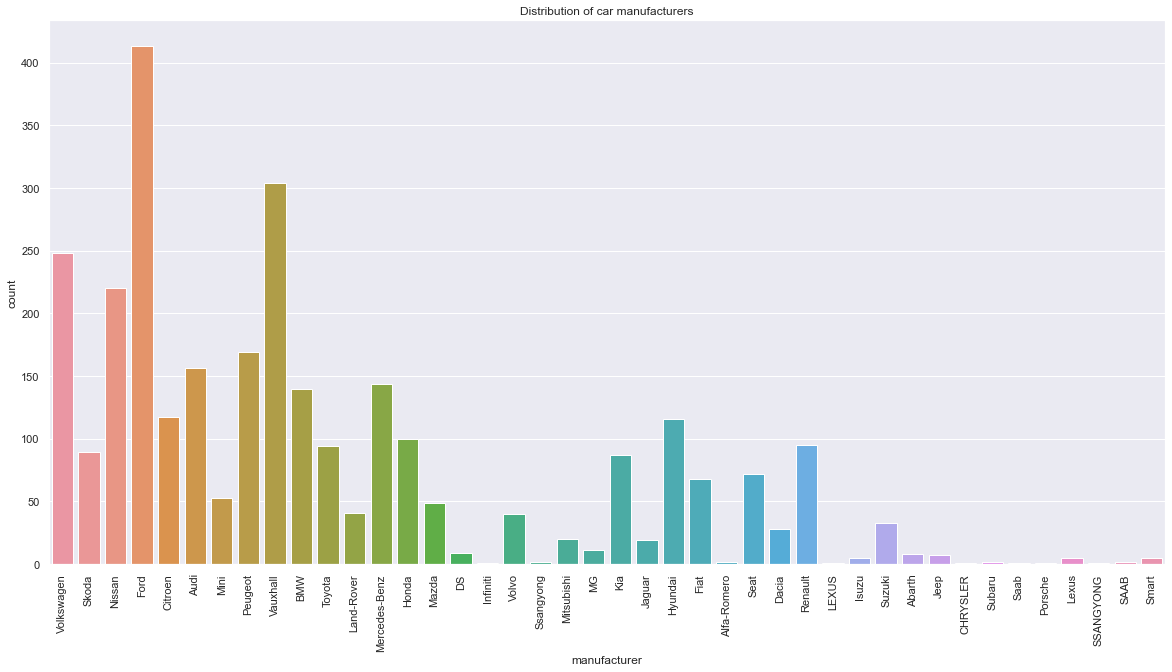 Distribution of car manufacturers
count
400
350
300
250
200
150
100
50
0
Volkswagen
Skoda
Nissan
Ford
Citroen
Audi
Mini
Peugeot
Vauxhall
BMW
Toyota
Land-Rover
Mercedes-Benz
Honda
Mazda
DS
Infiniti
Volvo
Ssangyong
Mitsubishi
MG
Kia
Jaguar
Hyundai
Fiat
Alfa-Romero
Seat
Dacia
Renault
LEXUS
Isuzu
Suzuki
Abarth
Jeep
CHRYSLER
Subaru
Saab
Porsche
Lexus
SSANGYONG
SAAB
Smart
manufacturer